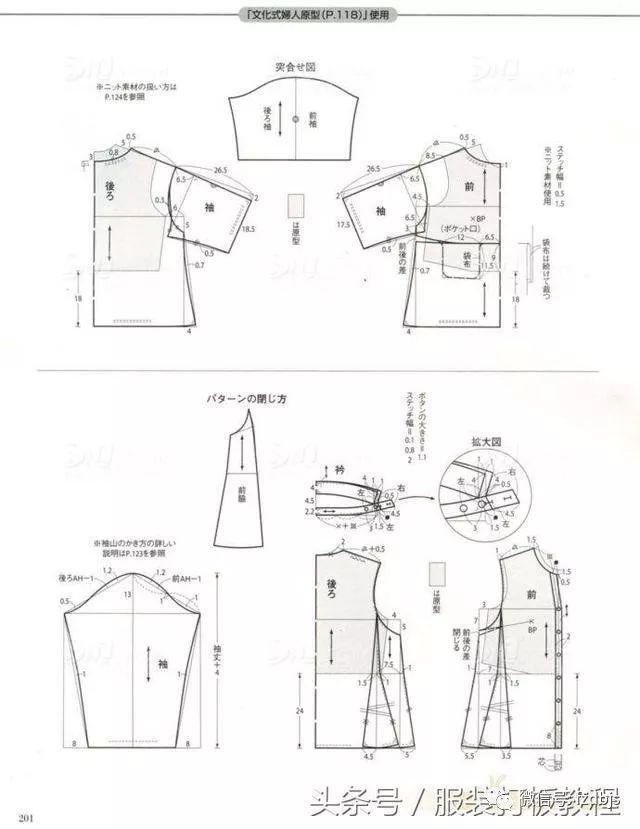 「文化式婦人原型(P.118)」使用
突合せ図
※ニット素材の扱い方は
P.124を参照
後ろ袖
前袖
ステッチ幅=0.5 1.5
※ニット素材使用
3
0.5
0.8
5
26.5
6.5
2
後ろ
袖
6
6.5
5
18.5
3
0.7
18
4
は原型
26.5
8.5
0.5
5
1
2
6.5
前
袖
17.5
6
6.5
×BP
(ポケット口)
3
12
6.5
前後の差
袋布
9
11.5
0.7
袋布は続けて裁つ
18
4
パターンの閉じ方
前脇
ボタンの大きさ=1.1
ステッチ幅=0.1 0.8 2
拡大図
衿
4
4.5
2.2
左
右
0.5
4.5
1.5
左
×+※
1
4
右
0.5
左
4.5
1.5
左
※袖山のかき方の詳しい
説明はP.123を参照
後ろAH−1
1.2
1.2
前AH−1
13
1
1
0.5
0.5
袖
1
1
袖丈+4
8
8
2
+0.5
後ろ
4
5
7.5
1.5
1
5
24
4.5
5
は原型
2
1.5
1.5
前
3
7
BP
前後の差
閉じる
1
1.5
2
24
8
5.5
3.5
芯
201
头条号/服装打板教程
微信号:fzdbjs